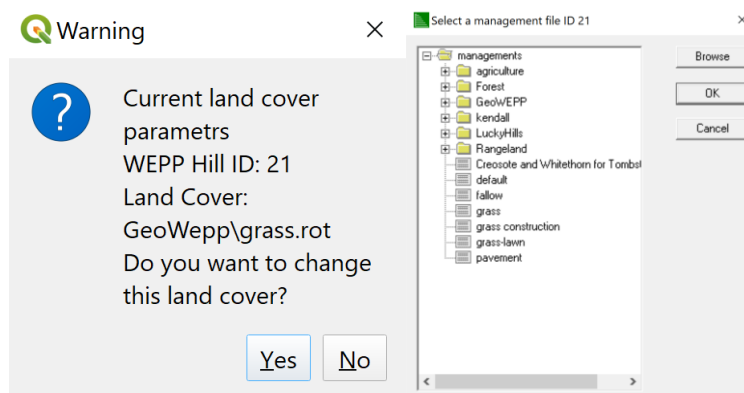 Warning
Current land cover
parametrs
WEPP Hill ID: 21
Land Cover:
GeoWepp\grass.rot
Do you want to change
this land cover?
Yes
No
Select a management file ID 21
managements
agriculture
Forest
GeoWEPP
kendall
LuckyHills
Rangeland
Creosote and Whitethorn for Tombst
default
fallow
grass
grass construction
grass-lawn
pavement
Browse
OK
Cancel